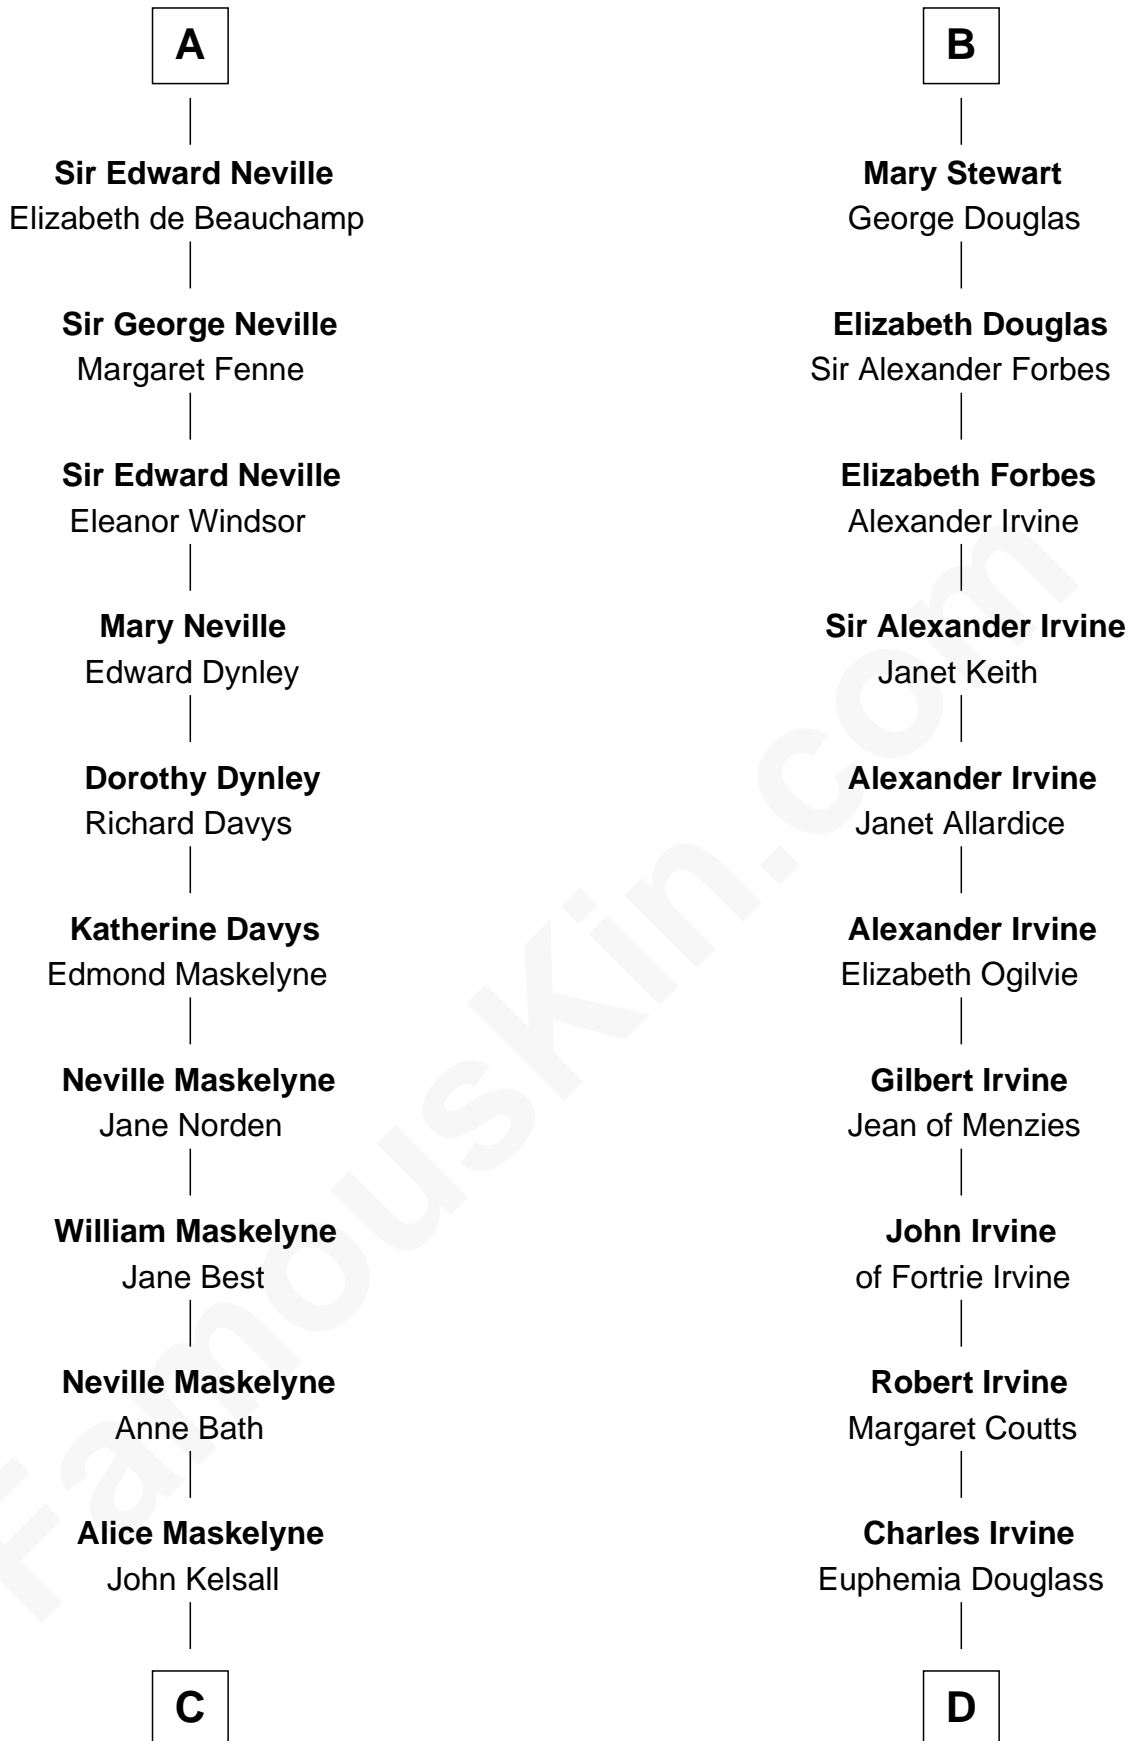 A
Sir Edward Neville
Elizabeth de Beauchamp
Sir George Neville
Margaret Fenne
Sir Edward Neville
Eleanor Windsor
Mary Neville
Edward Dynley
Dorothy Dynley
Richard Davys
Katherine Davys
Edmond Maskelyne
Neville Maskelyne
Jane Norden
William Maskelyne
Jane Best
Neville Maskelyne
Anne Bath
Alice Maskelyne
John Kelsall
C
B
Mary Stewart
George Douglas
Elizabeth Douglas
Sir Alexander Forbes
Elizabeth Forbes
Alexander Irvine
Sir Alexander Irvine
Janet Keith
Alexander Irvine
Janet Allardice
Alexander Irvine
Elizabeth Ogilvie
Gilbert Irvine
Jean of Menzies
John Irvine
of Fortrie Irvine
Robert Irvine
Margaret Coutts
Charles Irvine
Euphemia Douglass
D
FamousKin.com